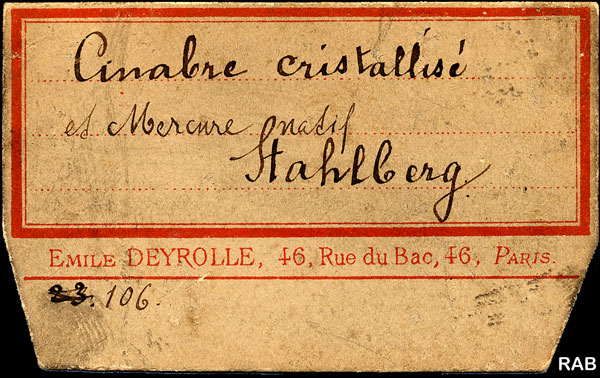 Cinabre cristallisé
et Mercure natif
Stahlberg
EMILE DEYROLLE, 46, Rue du Bac, 46, PARIS.
23. 106.
RAB